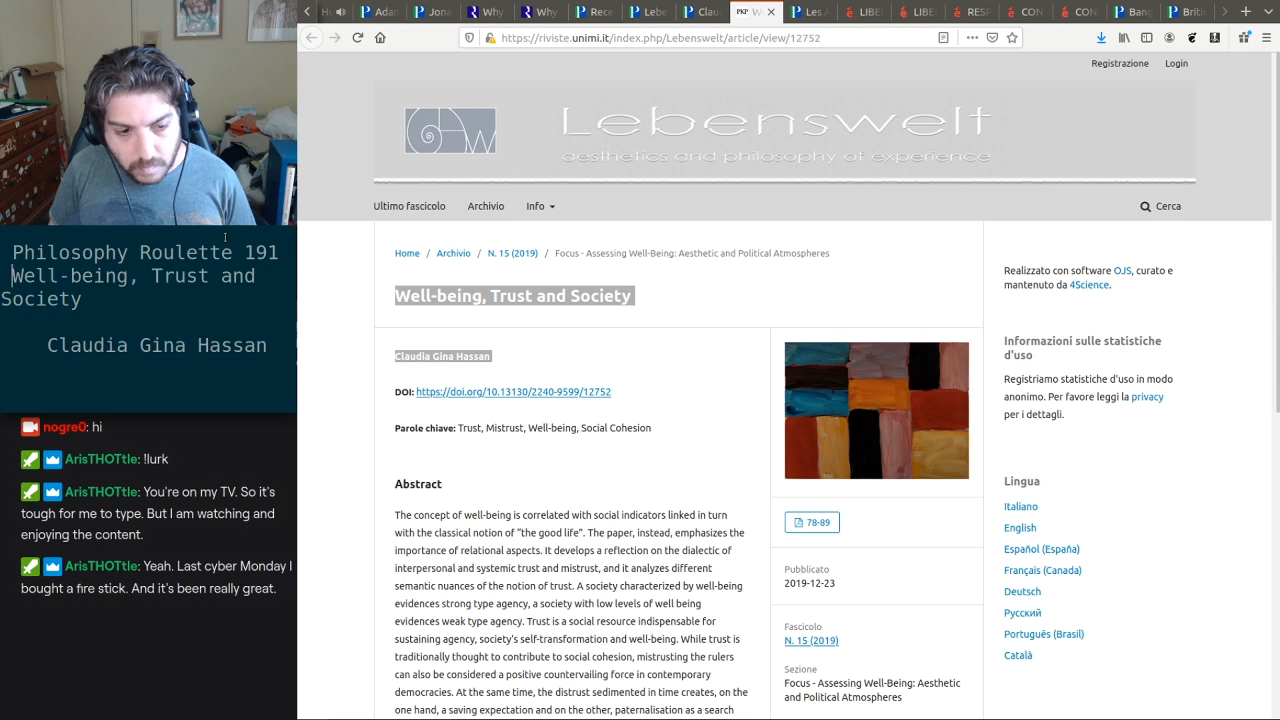 Adan
Jona
Why
Why
Rece
Lebe
Clau
Les A
LIBE
LIBE
RESP
CON
CON
Bang
Britis
https://riviste.unimi.it/index.php/Lebenswelt/article/view/12752
Registrazione Login
Lebenswelt
aesthetics and philosophy of experience
Ultimo fascicolo Archivio Info Cerca
Home / Archivio / N. 15 (2019) / Focus - Assessing Well-Being: Aesthetic and Political Atmospheres
Well-being, Trust and Society
Claudia Gina Hassan
DOI: https://doi.org/10.13130/2240-9599/12752
Parole chiave: Trust, Mistrust, Well-being, Social Cohesion
Abstract
The concept of well-being is correlated with social indicators linked in turn
with the classical notion of "the good life". The paper, instead, emphasizes the
importance of relational aspects. It develops a reflection on the dialectic of
interpersonal and systemic trust and mistrust, and it analyzes different
semantic nuances of the notion of trust. A society characterized by well-being
evidences strong type agency, a society with low levels of well being
evidences weak type agency. Trust is a social resource indispensable for
sustaining agency, society's self-transformation and well-being. While trust is
traditionally thought to contribute to social cohesion, mistrusting the rulers
can also be considered a positive countervailing force in contemporary
democracies. At the same time, the distrust sedimented in time creates, on the
one hand, a saving expectation and on the other, paternalisation as a search
78-89
Pubblicato
2019-12-23
Fascicolo
N. 15 (2019)
Sezione
Focus - Assessing Well-Being: Aesthetic
and Political Atmospheres
Realizzato con software OJS, curato e
mantenuto da 4Science.
Informazioni sulle statistiche
d'uso
Registriamo statistiche d'uso in modo
anonimo. Per favore leggi la privacy
per i dettagli.
Lingua
Italiano
English
Español (España)
Français (Canada)
Deutsch
Русский
Português (Brasil)
Català
Philosophy Roulette 191
Well-being, Trust and
Society
Claudia Gina Hassan
nogre0: hi
ArisTHOTtle: !lurk
ArisTHOTtle: You're on my TV. So it's
tough for me to type. But I am watching and
enjoying the content.
ArisTHOTtle: Yeah. Last cyber Monday I
bought a fire stick. And it's been really great.